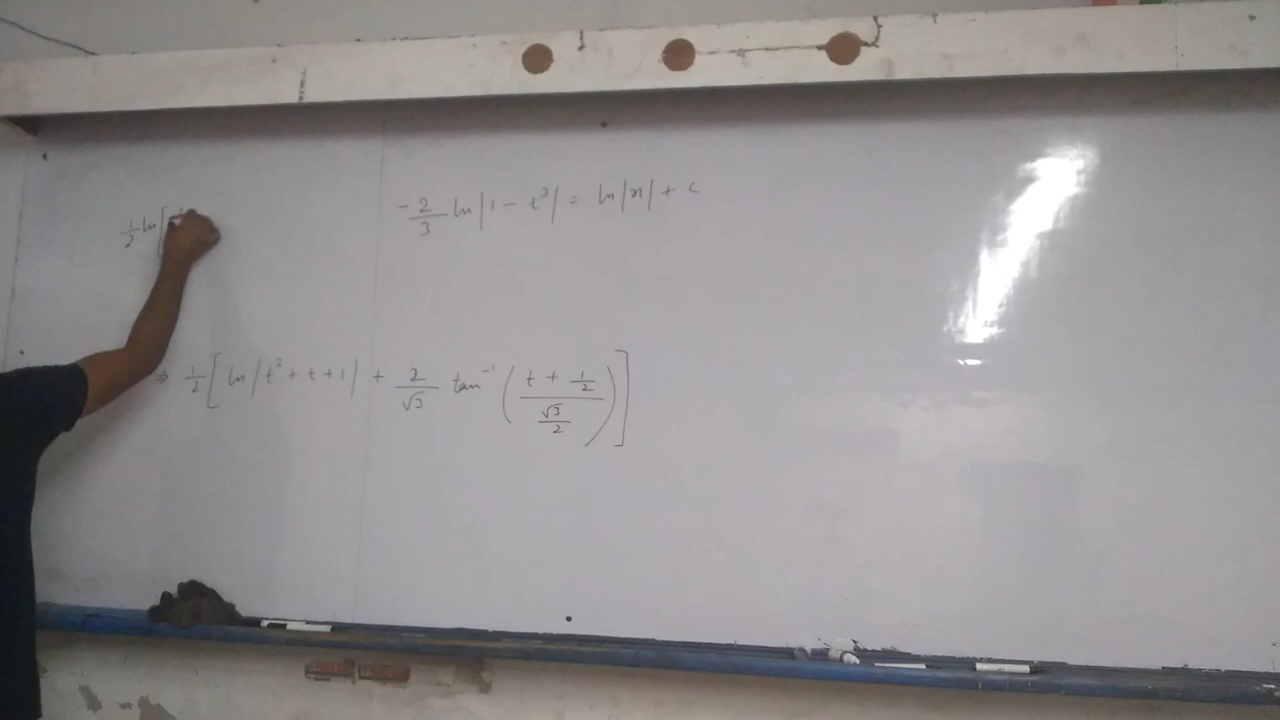 ½ ln|
-2/3 ln|1 - t³| = ln|x| + c
⇒ ½[ln|t² + t + 1| + 2/√3 tan⁻¹((t + ½)/(√3/2))]